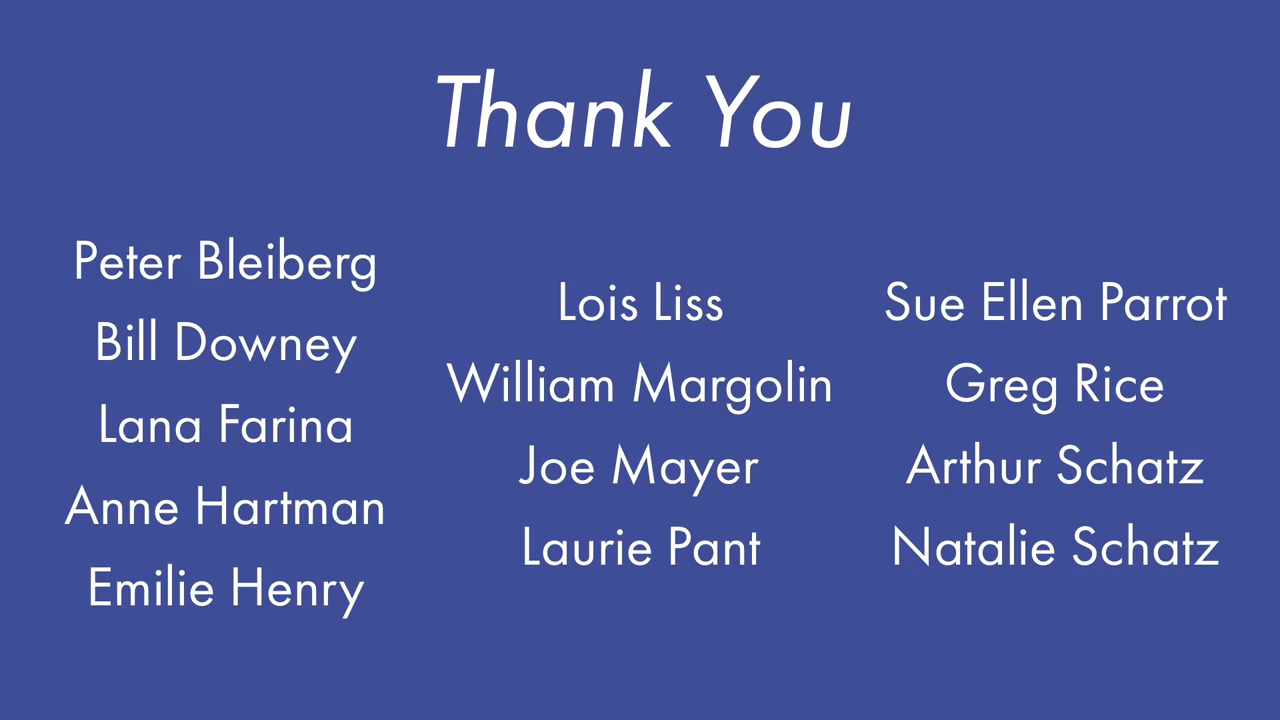 Thank You
Peter Bleiberg
Bill Downey
Lana Farina
Anne Hartman
Emilie Henry
Lois Liss
William Margolin
Joe Mayer
Laurie Pant
Sue Ellen Parrot
Greg Rice
Arthur Schatz
Natalie Schatz